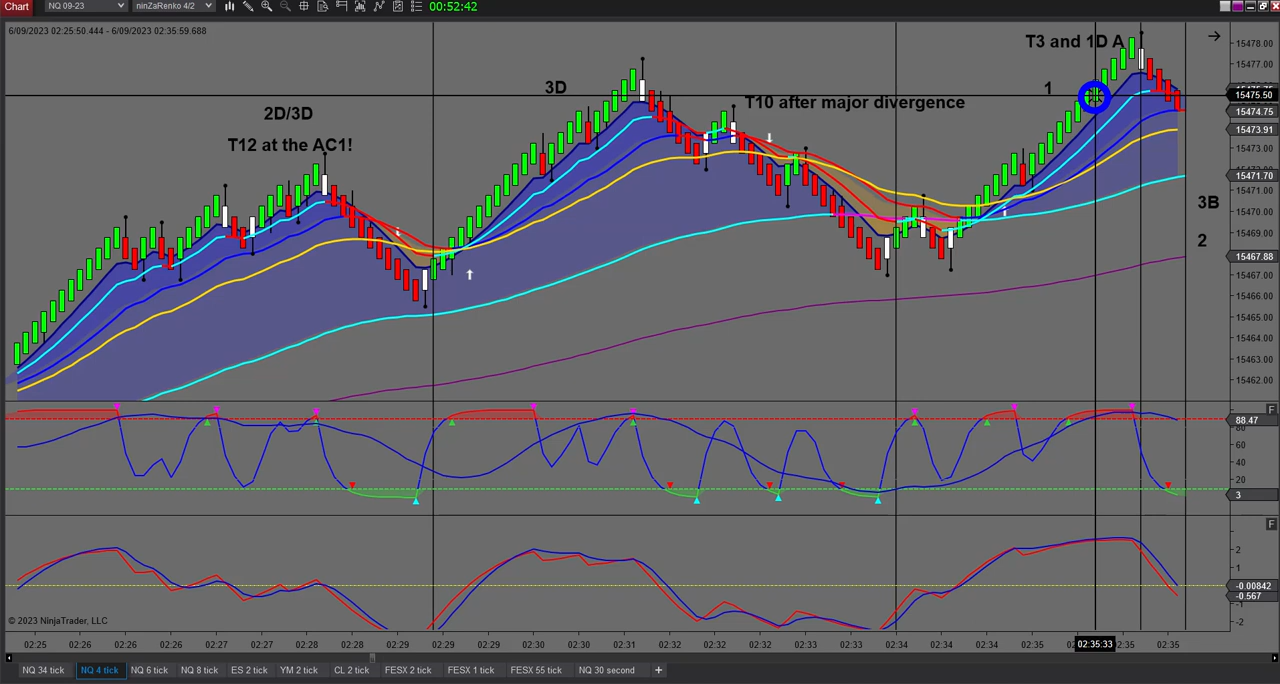 Chart NQ 09-23 ninZaRenko 4/2 00:52:42
6/09/2023 02:25:50.444 - 6/09/2023 02:35:59.688
T3 and 1D A
3D
1
T10 after major divergence
2D/3D
T12 at the AC1!
3B
2
15478.00
15477.00
15475.50
15474.75
15473.91
15473.00
15471.70
15471.00
15470.00
15469.00
15467.88
15467.00
15466.00
15465.00
15464.00
15463.00
15462.00
F
88.47
60
40
20
3
F
2
1
-0.00842
-0.567
-1
-2
© 2023 NinjaTrader, LLC
02:25 02:26 02:26 02:26 02:27 02:27 02:28 02:28 02:29 02:29 02:29 02:30 02:30 02:31 02:32 02:32 02:33 02:33 02:33 02:34 02:34 02:35 02:35:33 02:35 02:35
NQ 34 tick NQ 4 tick NQ 6 tick NQ 8 tick ES 2 tick YM 2 tick CL 2 tick FESX 2 tick FESX 1 tick FESX 55 tick NQ 30 second +